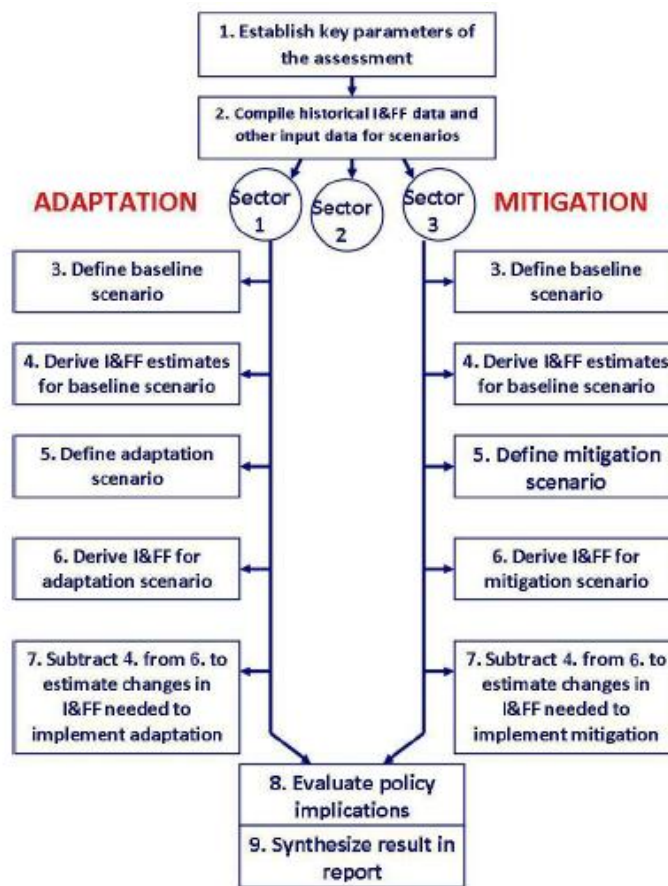 1. Establish key parameters of
the assessment
2. Compile historical I&FF data and
other input data for scenarios
ADAPTATION
Sector
1
Sector
2
Sector
3
MITIGATION
3. Define baseline
scenario
4. Derive I&FF estimates
for baseline scenario
5. Define adaptation
scenario
6. Derive I&FF for
adaptation scenario
7. Subtract 4. from 6. to
estimate changes in
I&FF needed to
implement adaptation
3. Define baseline
scenario
4. Derive I&FF estimates
for baseline scenario
5. Define mitigation
scenario
6. Derive I&FF for
mitigation scenario
7. Subtract 4. from 6. to
estimate changes in
I&FF needed to
implement mitigation
8. Evaluate policy
implications
9. Synthesize result in
report